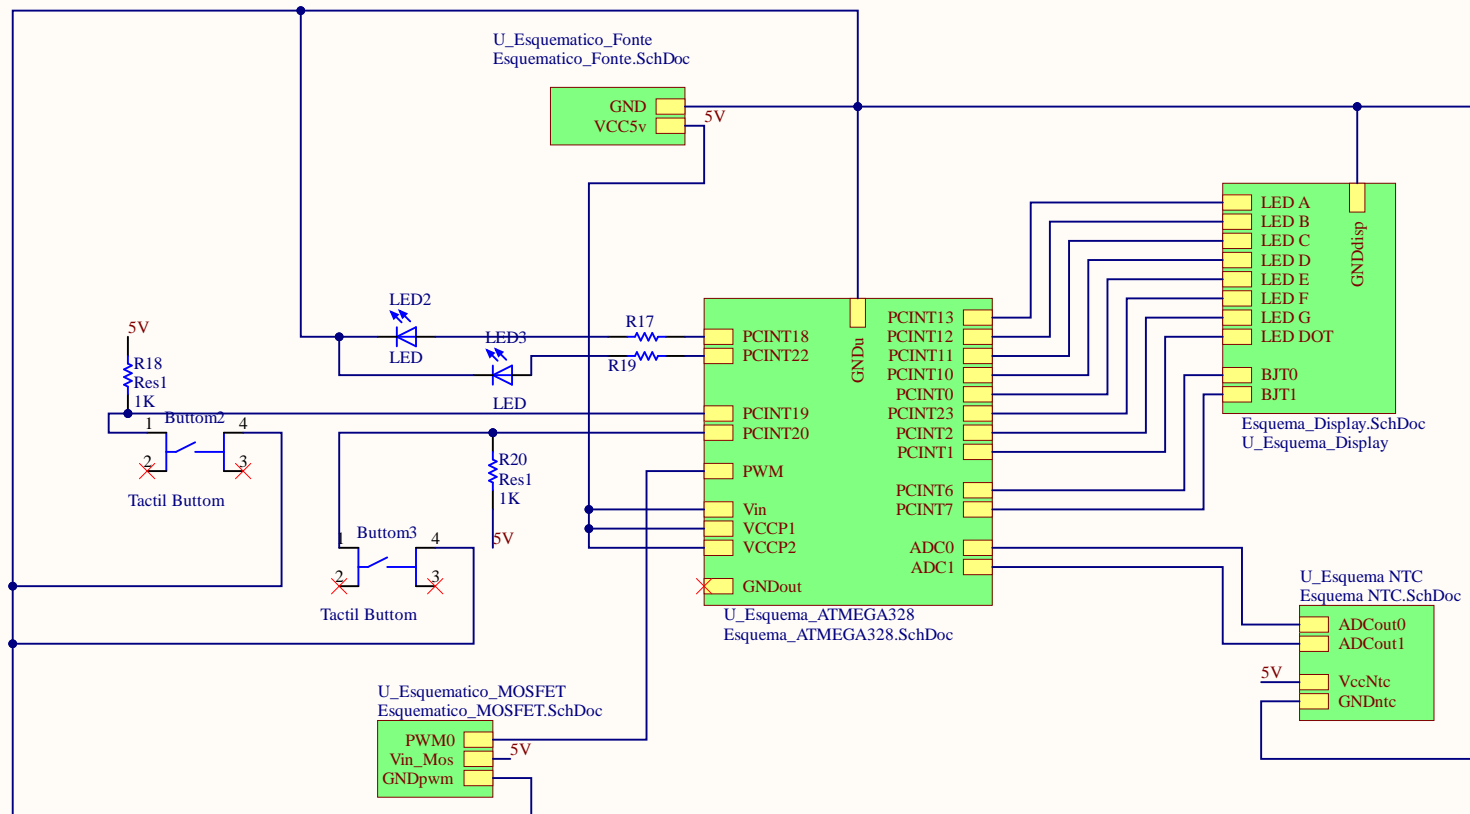 U_Esquematico_Fonte
Esquematico_Fonte.SchDoc
GND
VCC5v
5V
LED2
LED
LED3
LED
R17
R19
5V
R18
Res1
1K
Buttom2
1
4
2
3
Tactil Buttom
R20
Res1
1K
5V
Buttom3
1
4
2
3
Tactil Buttom
GNDu
PCINT18
PCINT22
PCINT19
PCINT20
PWM
Vin
VCCP1
VCCP2
GNDout
PCINT13
PCINT12
PCINT11
PCINT10
PCINT0
PCINT23
PCINT2
PCINT1
PCINT6
PCINT7
ADC0
ADC1
U_Esquema_ATMEGA328
Esquema_ATMEGA328.SchDoc
LED A
LED B
LED C
LED D
LED E
LED F
LED G
LED DOT
BJT0
BJT1
GNDdisp
Esquema_Display.SchDoc
U_Esquema_Display
U_Esquema NTC
Esquema NTC.SchDoc
ADCout0
ADCout1
5V
VccNtc
GNDntc
U_Esquematico_MOSFET
Esquematico_MOSFET.SchDoc
PWM0
Vin_Mos
GNDpwm
5V